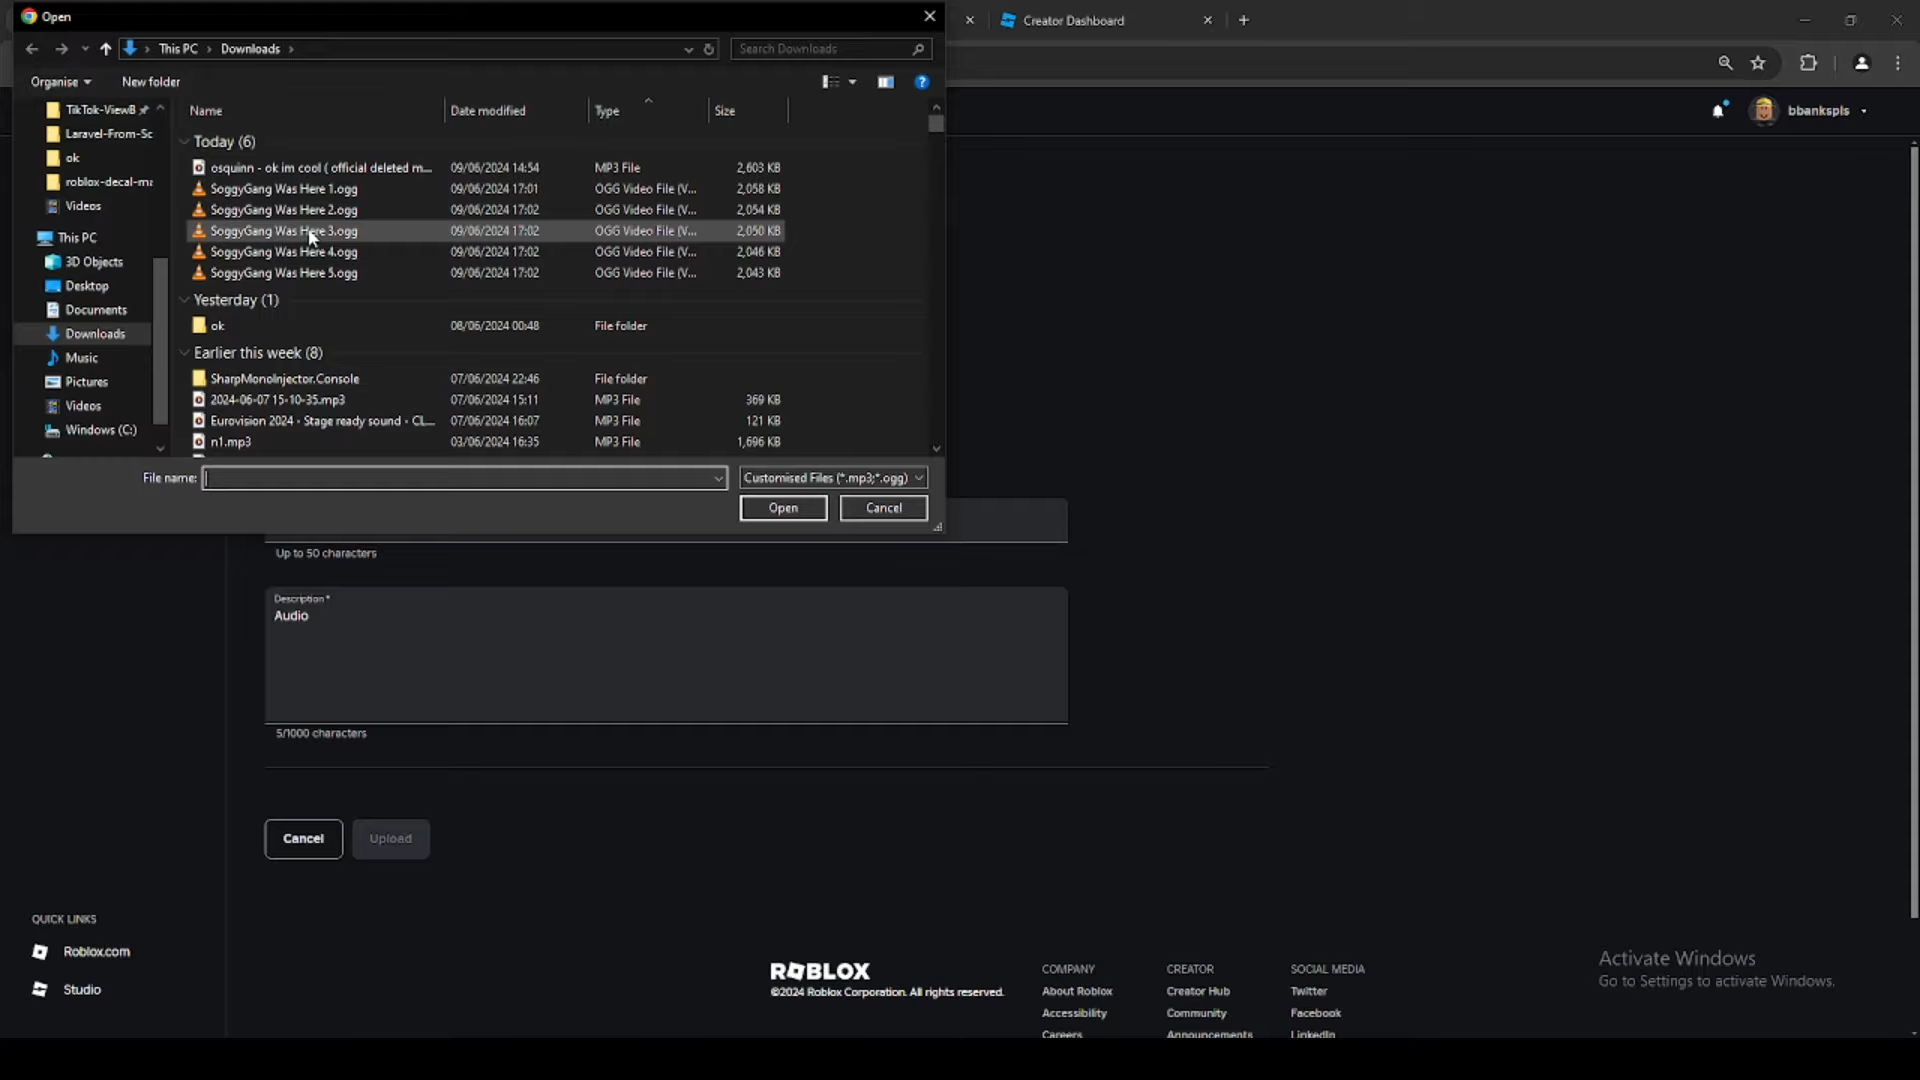 Open
Creator Dashboard
This PC
Downloads
Search Downloads
Organise
New folder
bbankspls
TikTok-ViewB
Laravel-From-Sc
ok
roblox-decal-ma
Videos
This PC
3D Objects
Desktop
Documents
Downloads
Music
Pictures
Videos
Windows (C:)
Name Date modified Type Size
Today (6)
osquinn - ok im cool ( official deleted m... 09/06/2024 14:54 MP3 File 2,603 KB
SoggyGang Was Here 1.ogg 09/06/2024 17:01 OGG Video File (V... 2,058 KB
SoggyGang Was Here 2.ogg 09/06/2024 17:02 OGG Video File (V... 2,054 KB
SoggyGang Was Here 3.ogg 09/06/2024 17:02 OGG Video File (V... 2,050 KB
SoggyGang Was Here 4.ogg 09/06/2024 17:02 OGG Video File (V... 2,046 KB
SoggyGang Was Here 5.ogg 09/06/2024 17:02 OGG Video File (V... 2,043 KB
Yesterday (1)
ok 08/06/2024 00:48 File folder
Earlier this week (8)
SharpMonoInjector.Console 07/06/2024 22:46 File folder
2024-06-07 15-10-35.mp3 07/06/2024 15:11 MP3 File 369 KB
Eurovision 2024 - Stage ready sound - CL... 07/06/2024 16:07 MP3 File 121 KB
n1.mp3 03/06/2024 16:35 MP3 File 1,696 KB
File name:
Customised Files (*.mp3;*.ogg)
Open
Cancel
Up to 50 characters
Description *
Audio
5/1000 characters
Cancel
Upload
QUICK LINKS
Roblox.com
Studio
ROBLOX
©2024 Roblox Corporation. All rights reserved.
COMPANY
About Roblox
Accessibility
Careers
CREATOR
Creator Hub
Community
Announcements
SOCIAL MEDIA
Twitter
Facebook
LinkedIn
Activate Windows
Go to Settings to activate Windows.